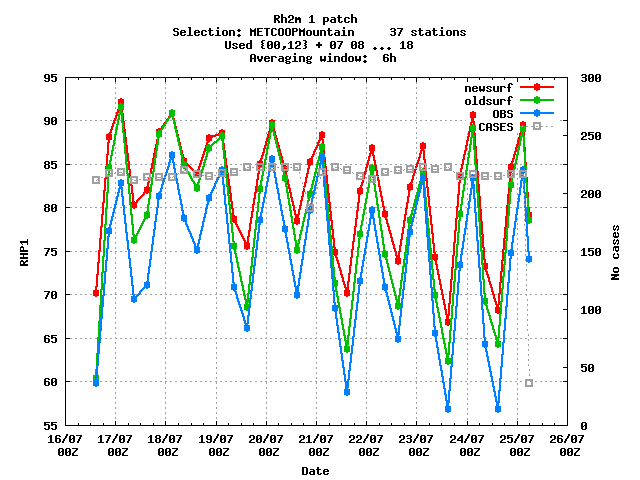 Rh2m 1 patch
Selection: METCOOPMountain     37 stations
Used {00,12} + 07 08 ... 18
Averaging window:  6h
95 300
newsurf
oldsurf
90 OBS
CASES 250
85
200
80
RHP1 75 150 No cases
70
100
65
60 50
55 0
16/07 17/07 18/07 19/07 20/07 21/07 22/07 23/07 24/07 25/07 26/07
00Z 00Z 00Z 00Z 00Z 00Z 00Z 00Z 00Z 00Z 00Z
Date